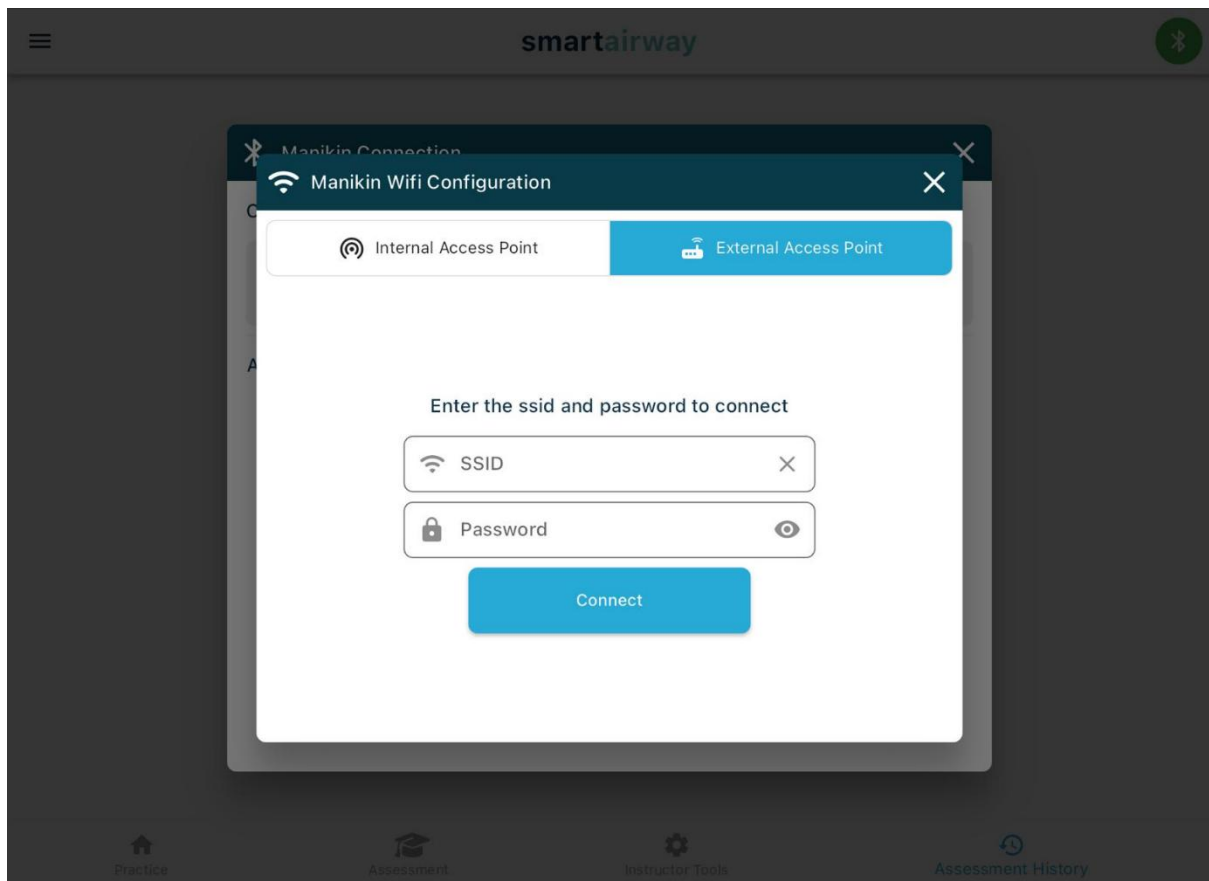 smartairway
Manikin Connection
Manikin Wifi Configuration
Internal Access Point
External Access Point
Enter the ssid and password to connect
SSID
Password
Connect
Practice
Assessment
Instructor Tools
Assessment History